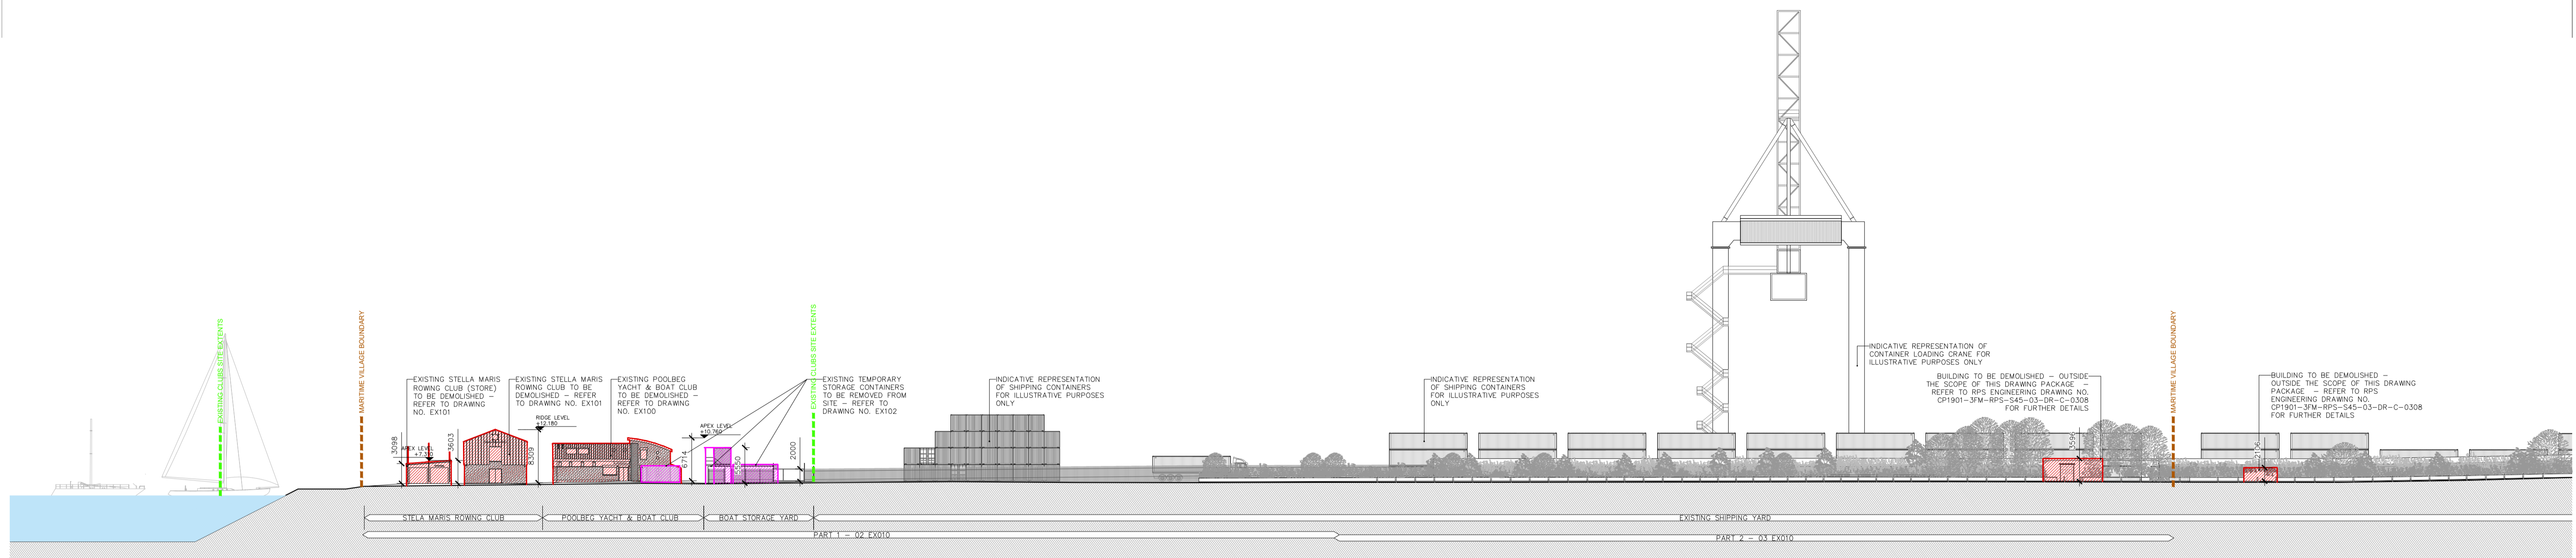 EXISTING CLUBS SITE EXTENTS
MARITIME VILLAGE BOUNDARY
3098
APEX LEVEL
+7.310
3603
EXISTING STELLA MARIS
ROWING CLUB (STORE)
TO BE DEMOLISHED –
REFER TO DRAWING
NO. EX101
EXISTING STELLA MARIS
ROWING CLUB TO BE
DEMOLISHED – REFER
TO DRAWING NO. EX101
RIDGE LEVEL
+12.180
8309
EXISTING POOLBEG
YACHT & BOAT CLUB
TO BE DEMOLISHED –
REFER TO DRAWING
NO. EX100
6714
APEX LEVEL
+10.760
5550
2000
EXISTING CLUBS SITE EXTENTS
EXISTING TEMPORARY
STORAGE CONTAINERS
TO BE REMOVED FROM
SITE – REFER TO
DRAWING NO. EX102
INDICATIVE REPRESENTATION
OF SHIPPING CONTAINERS
FOR ILLUSTRATIVE PURPOSES
ONLY
INDICATIVE REPRESENTATION
OF SHIPPING CONTAINERS
FOR ILLUSTRATIVE PURPOSES
ONLY
INDICATIVE REPRESENTATION OF
CONTAINER LOADING CRANE FOR
ILLUSTRATIVE PURPOSES ONLY
BUILDING TO BE DEMOLISHED – OUTSIDE
THE SCOPE OF THIS DRAWING PACKAGE –
REFER TO RPS ENGINEERING DRAWING NO.
CP1901-3FM-RPS-S45-03-DR-C-0308
FOR FURTHER DETAILS
3596
MARITIME VILLAGE BOUNDARY
BUILDING TO BE DEMOLISHED –
OUTSIDE THE SCOPE OF THIS DRAWING
PACKAGE – REFER TO RPS
ENGINEERING DRAWING NO.
CP1901-3FM-RPS-S45-03-DR-C-0308
FOR FURTHER DETAILS
2136
STELA MARIS ROWING CLUB
POOLBEG YACHT & BOAT CLUB
BOAT STORAGE YARD
EXISTING SHIPPING YARD
PART 1 – 02 EX010
PART 2 – 03 EX010